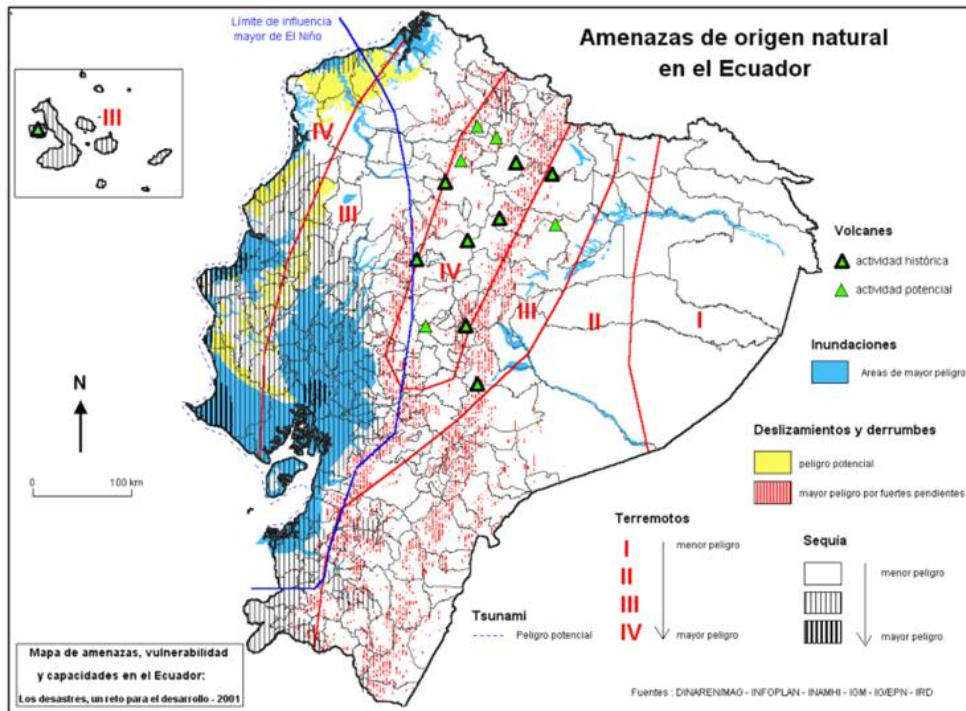 Amenazas de origen natural
en el Ecuador
Límite de influencia
mayor de El Niño
III
IV
III
IV
III
II
I
N
0 100 km
Volcanes
actividad histórica
actividad potencial
Inundaciones
Areas de mayor peligro
Deslizamientos y derrumbes
peligro potencial
mayor peligro por fuertes pendientes
Terremotos
I menor peligro
II
III
IV mayor peligro
Sequía
menor peligro
mayor peligro
Tsunami
Peligro potencial
Mapa de amenazas, vulnerabilidad
y capacidades en el Ecuador:
Los desastres, un reto para el desarrollo - 2001
Fuentes : DINAREN/MAG - INFOPLAN - INAMHI - IGM - IG/EPN - IRD